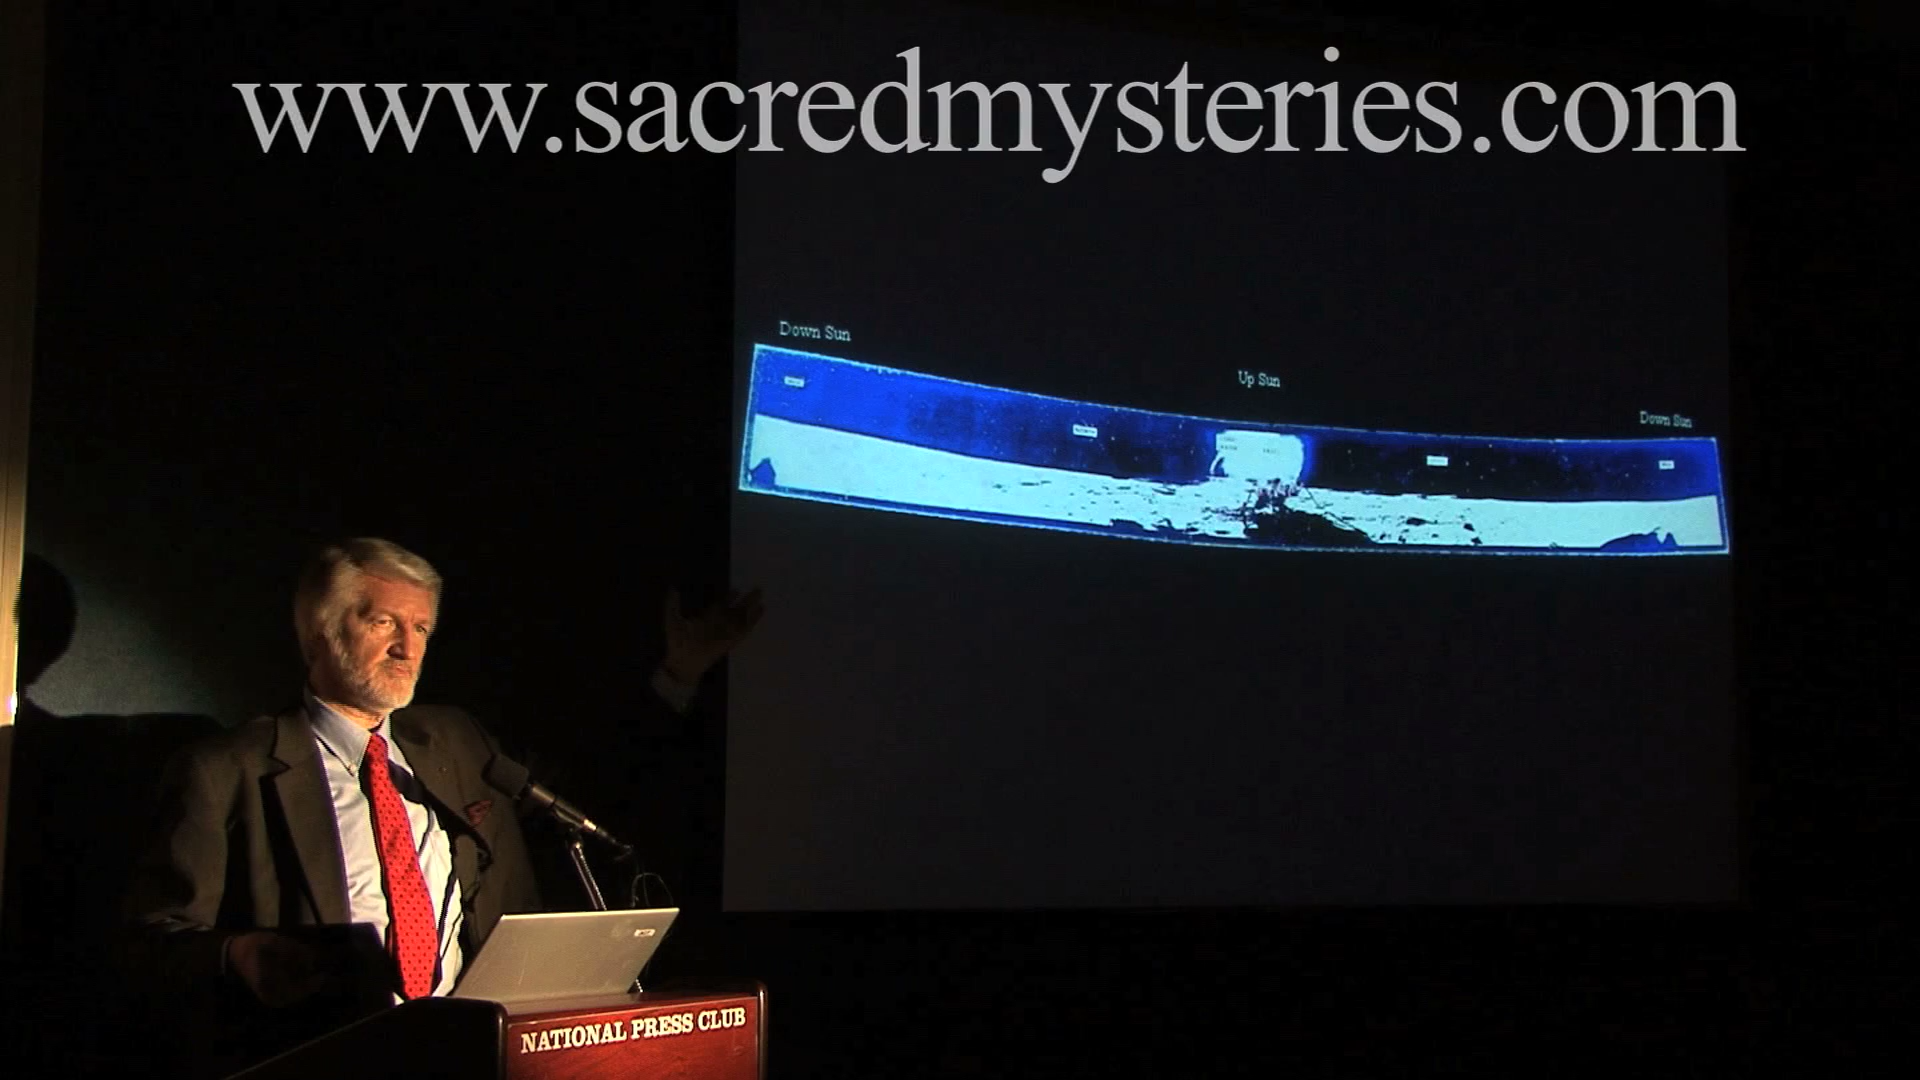 www.sacredmysteries.com
Down Sun
Up Sun
Down Sun
NATIONAL PRESS CLUB